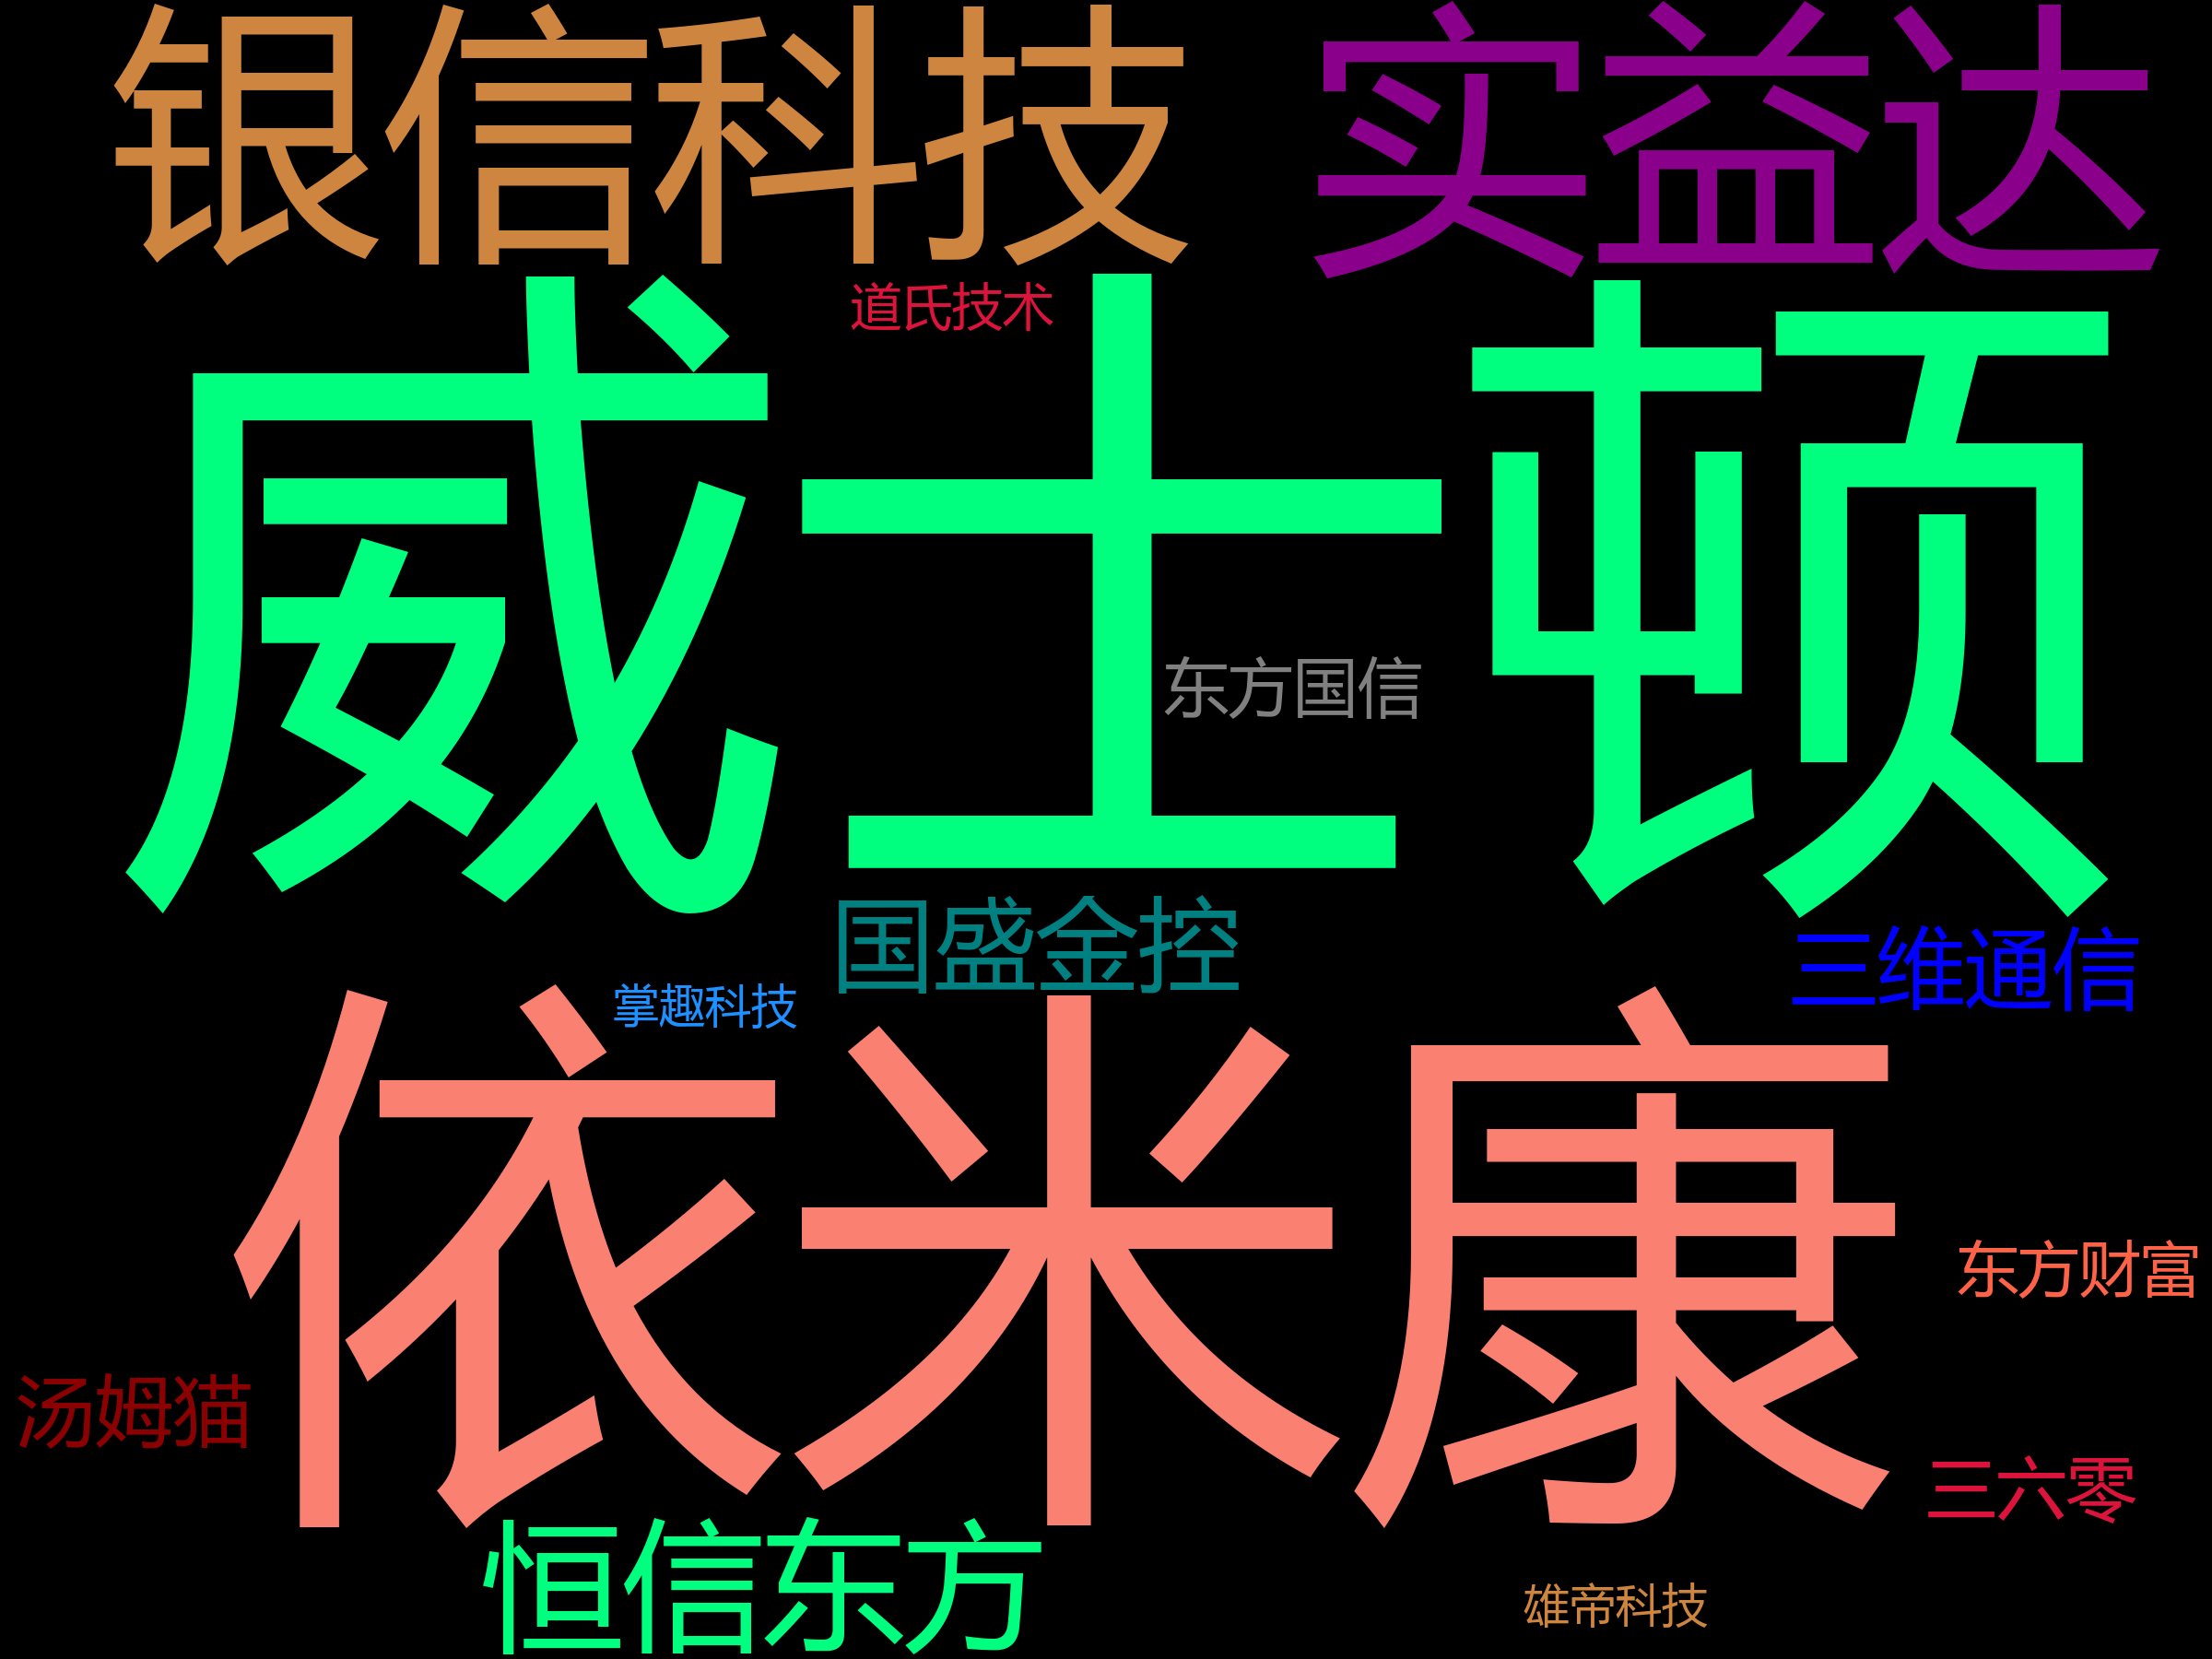 银信科技
实益达
道氏技术
威士顿
东方国信
国盛金控
三维通信
掌趣科技
依米康
东方财富
汤姆猫
三六零
恒信东方
雄帝科技